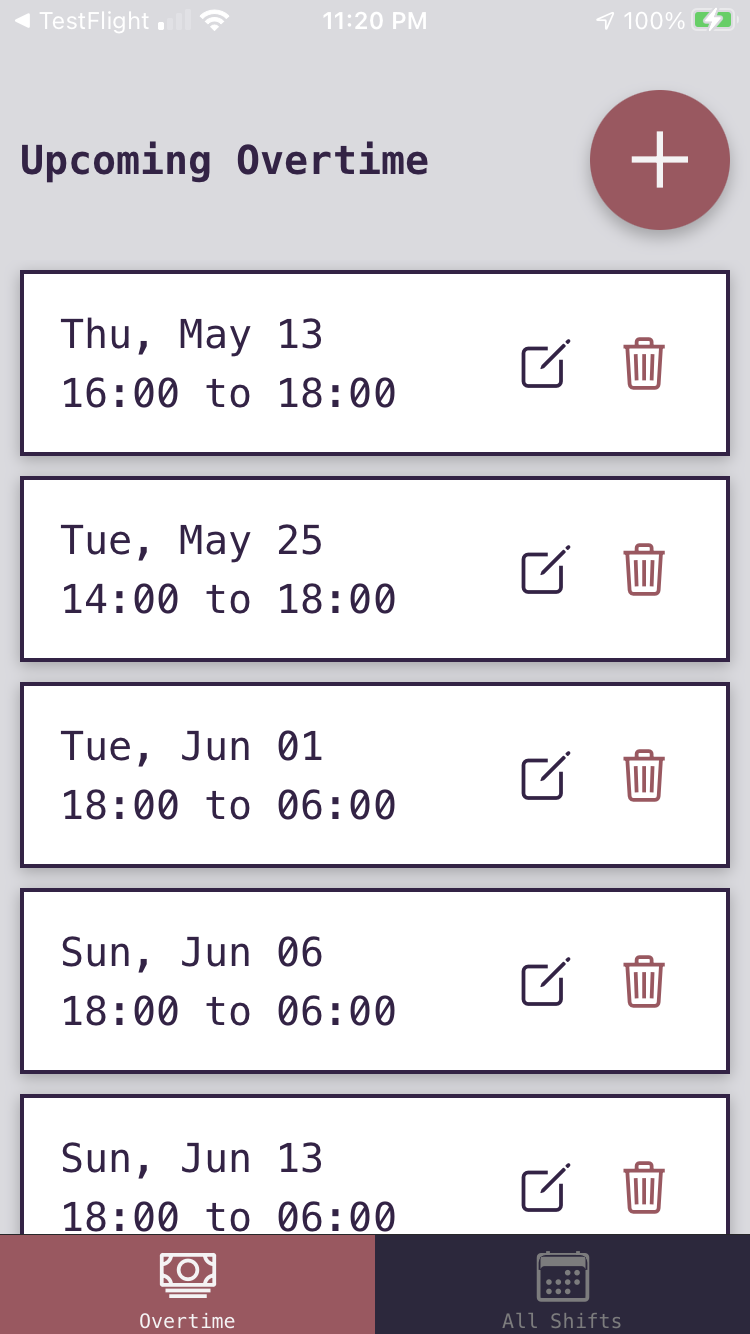 TestFlight
11:20 PM
100%
Upcoming Overtime
Thu, May 13
16:00 to 18:00
Tue, May 25
14:00 to 18:00
Tue, Jun 01
18:00 to 06:00
Sun, Jun 06
18:00 to 06:00
Sun, Jun 13
18:00 to 06:00
Overtime
All Shifts